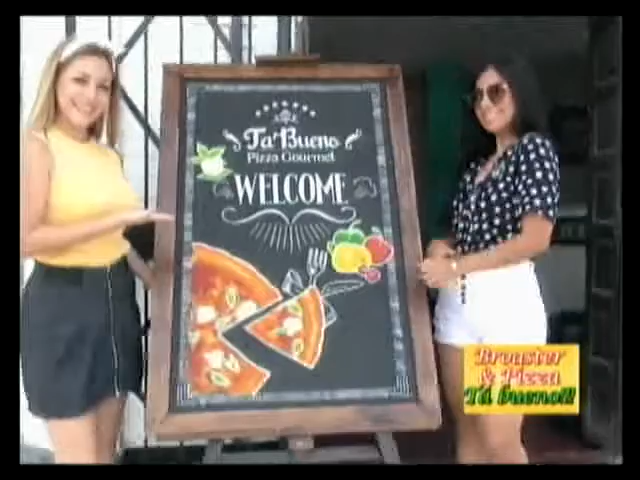 Ta'Bueno
Pizza Gourmet
WELCOME
Broaster
& Pizza
Tá bueno!!